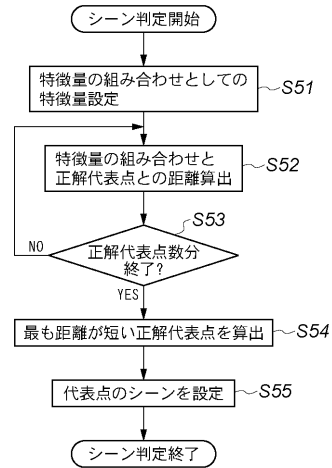 シーン判定開始
特徴量の組み合わせとしての
特徴量設定
S51
特徴量の組み合わせと
正解代表点との距離算出
S52
S53
正解代表点数分
終了?
NO
YES
最も距離が短い正解代表点を算出
S54
代表点のシーンを設定
S55
シーン判定終了